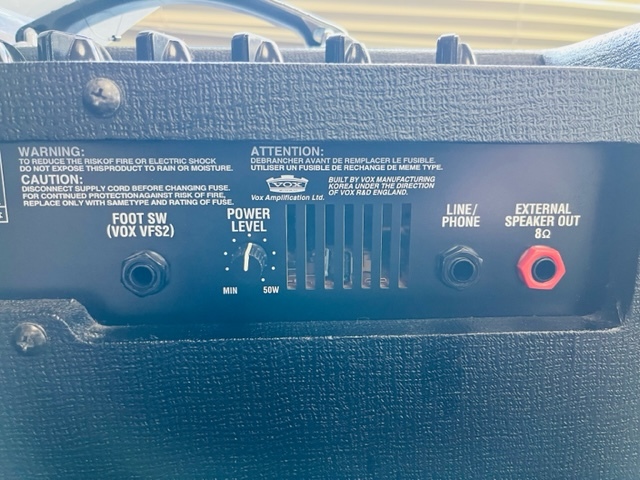 WARNING:
TO REDUCE THE RISKOF FIRE OR ELECTRIC SHOCK
DO NOT EXPOSE THISPRODUCT TO RAIN OR MOISTURE.
CAUTION:
DISCONNECT SUPPLY CORD BEFORE CHANGING FUSE.
FOR CONTINUED PROTECTIONAGAINST RISK OF FIRE,
REPLACE ONLY WITH SAMETYPE AND RATING OF FUSE.
ATTENTION:
DEBRANCHER AVANT DE REMPLACER LE FUSIBLE.
UTILISER UN FUSIBLE DE RECHANGE DE MEME TYPE.
VOX
Vox Amplification Ltd.
BUILT BY VOX MANUFACTURING
KOREA UNDER THE DIRECTION
OF VOX R&D ENGLAND.
FOOT SW
(VOX VFS2)
POWER
LEVEL
MIN 50W
LINE/
PHONE
EXTERNAL
SPEAKER OUT
8Ω